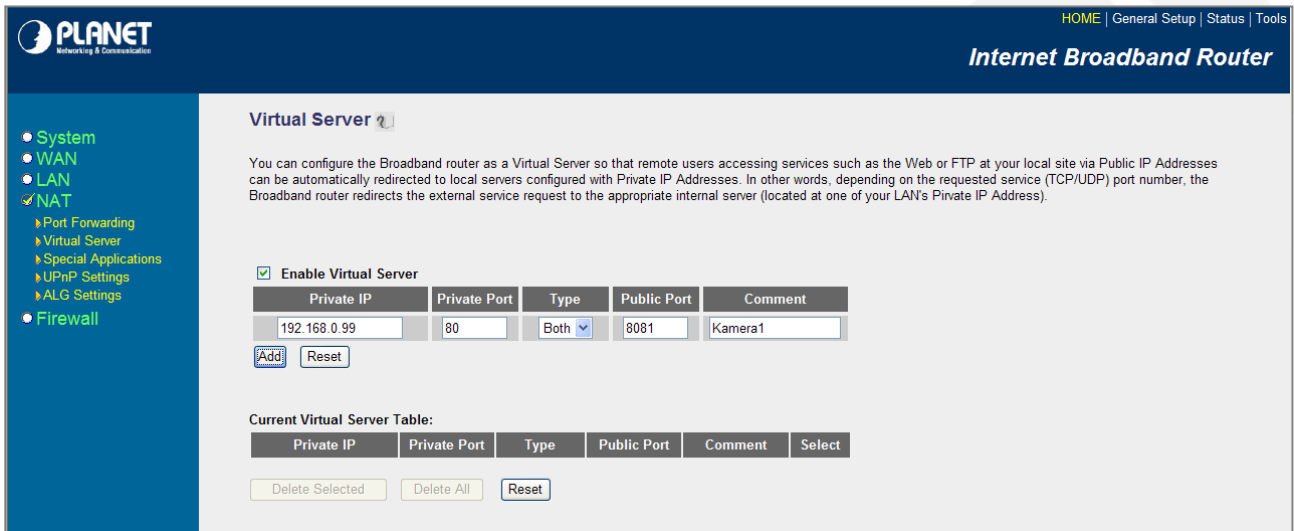 PLANET
Networking & Communication
HOME | General Setup | Status | Tools
Internet Broadband Router
System
WAN
LAN
NAT
Port Forwarding
Virtual Server
Special Applications
UPnP Settings
ALG Settings
Firewall
Virtual Server
You can configure the Broadband router as a Virtual Server so that remote users accessing services such as the Web or FTP at your local site via Public IP Addresses
can be automatically redirected to local servers configured with Private IP Addresses. In other words, depending on the requested service (TCP/UDP) port number, the
Broadband router redirects the external service request to the appropriate internal server (located at one of your LAN's Pirvate IP Address).
Enable Virtual Server
Private IP Private Port Type Public Port Comment
192.168.0.99 80 Both 8081 Kamera1
Add Reset
Current Virtual Server Table:
Private IP Private Port Type Public Port Comment Select
Delete Selected Delete All Reset